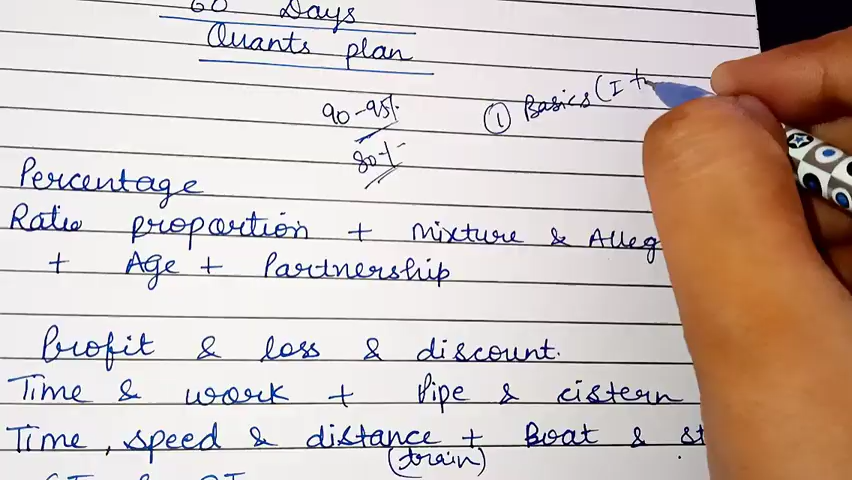 60 Days
Quants plan
90-95%
80%
① Basics (I
Percentage
Ratio proportion + Mixture & Alleg
+ Age + Partnership
Profit & loss & discount.
Time & work + Pipe & cistern
Time, speed & distance + Boat & st
(train)